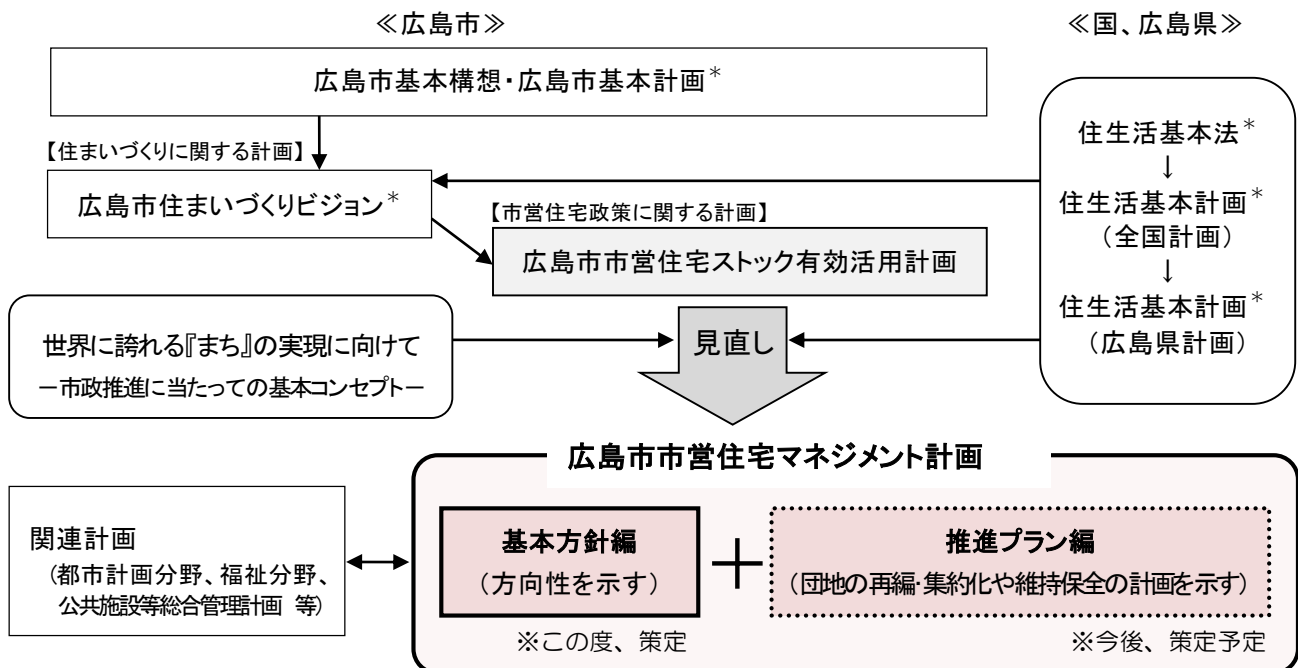 ≪広島市≫
≪国、広島県≫
広島市基本構想・広島市基本計画＊
【住まいづくりに関する計画】
広島市住まいづくりビジョン＊
【市営住宅政策に関する計画】
広島市市営住宅ストック有効活用計画
住生活基本法＊
↓
住生活基本計画＊
（全国計画）
↓
住生活基本計画＊
（広島県計画）
世界に誇れる『まち』の実現に向けて
－市政推進に当たっての基本コンセプト－
見直し
広島市市営住宅マネジメント計画
関連計画
（都市計画分野、福祉分野、
公共施設等総合管理計画 等）
基本方針編
（方向性を示す）
＋
推進プラン編
（団地の再編・集約化や維持保全の計画を示す）
※この度、策定
※今後、策定予定